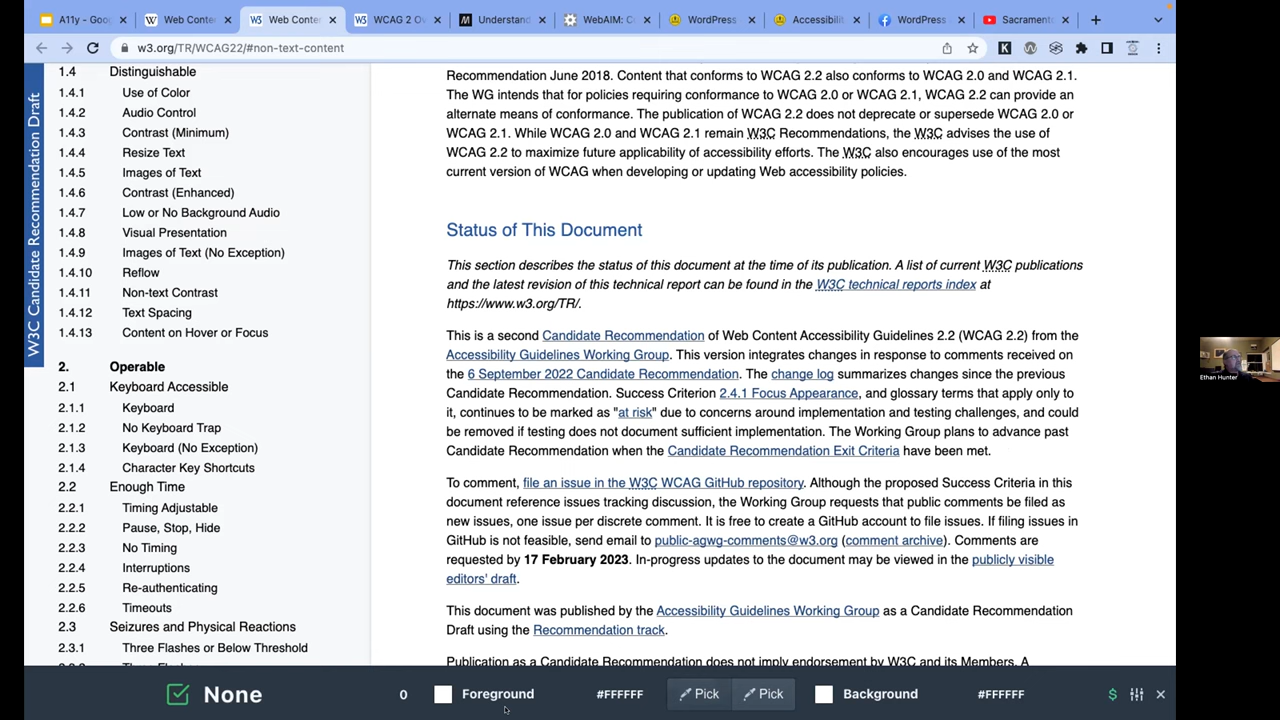 A11y - Goo
Web Conten
Web Conten
WCAG 2 Ov
Understand
WebAIM: Co
WordPress
Accessibili
WordPress
Sacrament
w3.org/TR/WCAG22/#non-text-content
W3C Candidate Recommendation Draft
1.4 Distinguishable
1.4.1 Use of Color
1.4.2 Audio Control
1.4.3 Contrast (Minimum)
1.4.4 Resize Text
1.4.5 Images of Text
1.4.6 Contrast (Enhanced)
1.4.7 Low or No Background Audio
1.4.8 Visual Presentation
1.4.9 Images of Text (No Exception)
1.4.10 Reflow
1.4.11 Non-text Contrast
1.4.12 Text Spacing
1.4.13 Content on Hover or Focus
2. Operable
2.1 Keyboard Accessible
2.1.1 Keyboard
2.1.2 No Keyboard Trap
2.1.3 Keyboard (No Exception)
2.1.4 Character Key Shortcuts
2.2 Enough Time
2.2.1 Timing Adjustable
2.2.2 Pause, Stop, Hide
2.2.3 No Timing
2.2.4 Interruptions
2.2.5 Re-authenticating
2.2.6 Timeouts
2.3 Seizures and Physical Reactions
2.3.1 Three Flashes or Below Threshold
Recommendation June 2018. Content that conforms to WCAG 2.2 also conforms to WCAG 2.0 and WCAG 2.1.
The WG intends that for policies requiring conformance to WCAG 2.0 or WCAG 2.1, WCAG 2.2 can provide an
alternate means of conformance. The publication of WCAG 2.2 does not deprecate or supersede WCAG 2.0 or
WCAG 2.1. While WCAG 2.0 and WCAG 2.1 remain W3C Recommendations, the W3C advises the use of
WCAG 2.2 to maximize future applicability of accessibility efforts. The W3C also encourages use of the most
current version of WCAG when developing or updating Web accessibility policies.
Status of This Document
This section describes the status of this document at the time of its publication. A list of current W3C publications
and the latest revision of this technical report can be found in the W3C technical reports index at
https://www.w3.org/TR/.
This is a second Candidate Recommendation of Web Content Accessibility Guidelines 2.2 (WCAG 2.2) from the
Accessibility Guidelines Working Group. This version integrates changes in response to comments received on
the 6 September 2022 Candidate Recommendation. The change log summarizes changes since the previous
Candidate Recommendation. Success Criterion 2.4.1 Focus Appearance, and glossary terms that apply only to
it, continues to be marked as "at risk" due to concerns around implementation and testing challenges, and could
be removed if testing does not document sufficient implementation. The Working Group plans to advance past
Candidate Recommendation when the Candidate Recommendation Exit Criteria have been met.
To comment, file an issue in the W3C WCAG GitHub repository. Although the proposed Success Criteria in this
document reference issues tracking discussion, the Working Group requests that public comments be filed as
new issues, one issue per discrete comment. It is free to create a GitHub account to file issues. If filing issues in
GitHub is not feasible, send email to public-agwg-comments@w3.org (comment archive). Comments are
requested by 17 February 2023. In-progress updates to the document may be viewed in the publicly visible
editors' draft.
This document was published by the Accessibility Guidelines Working Group as a Candidate Recommendation
Draft using the Recommendation track.
Publication as a Candidate Recommendation does not imply endorsement by W3C and its Members. A
None 0 Foreground #FFFFFF Pick Pick Background #FFFFFF $
Ethan Hunter